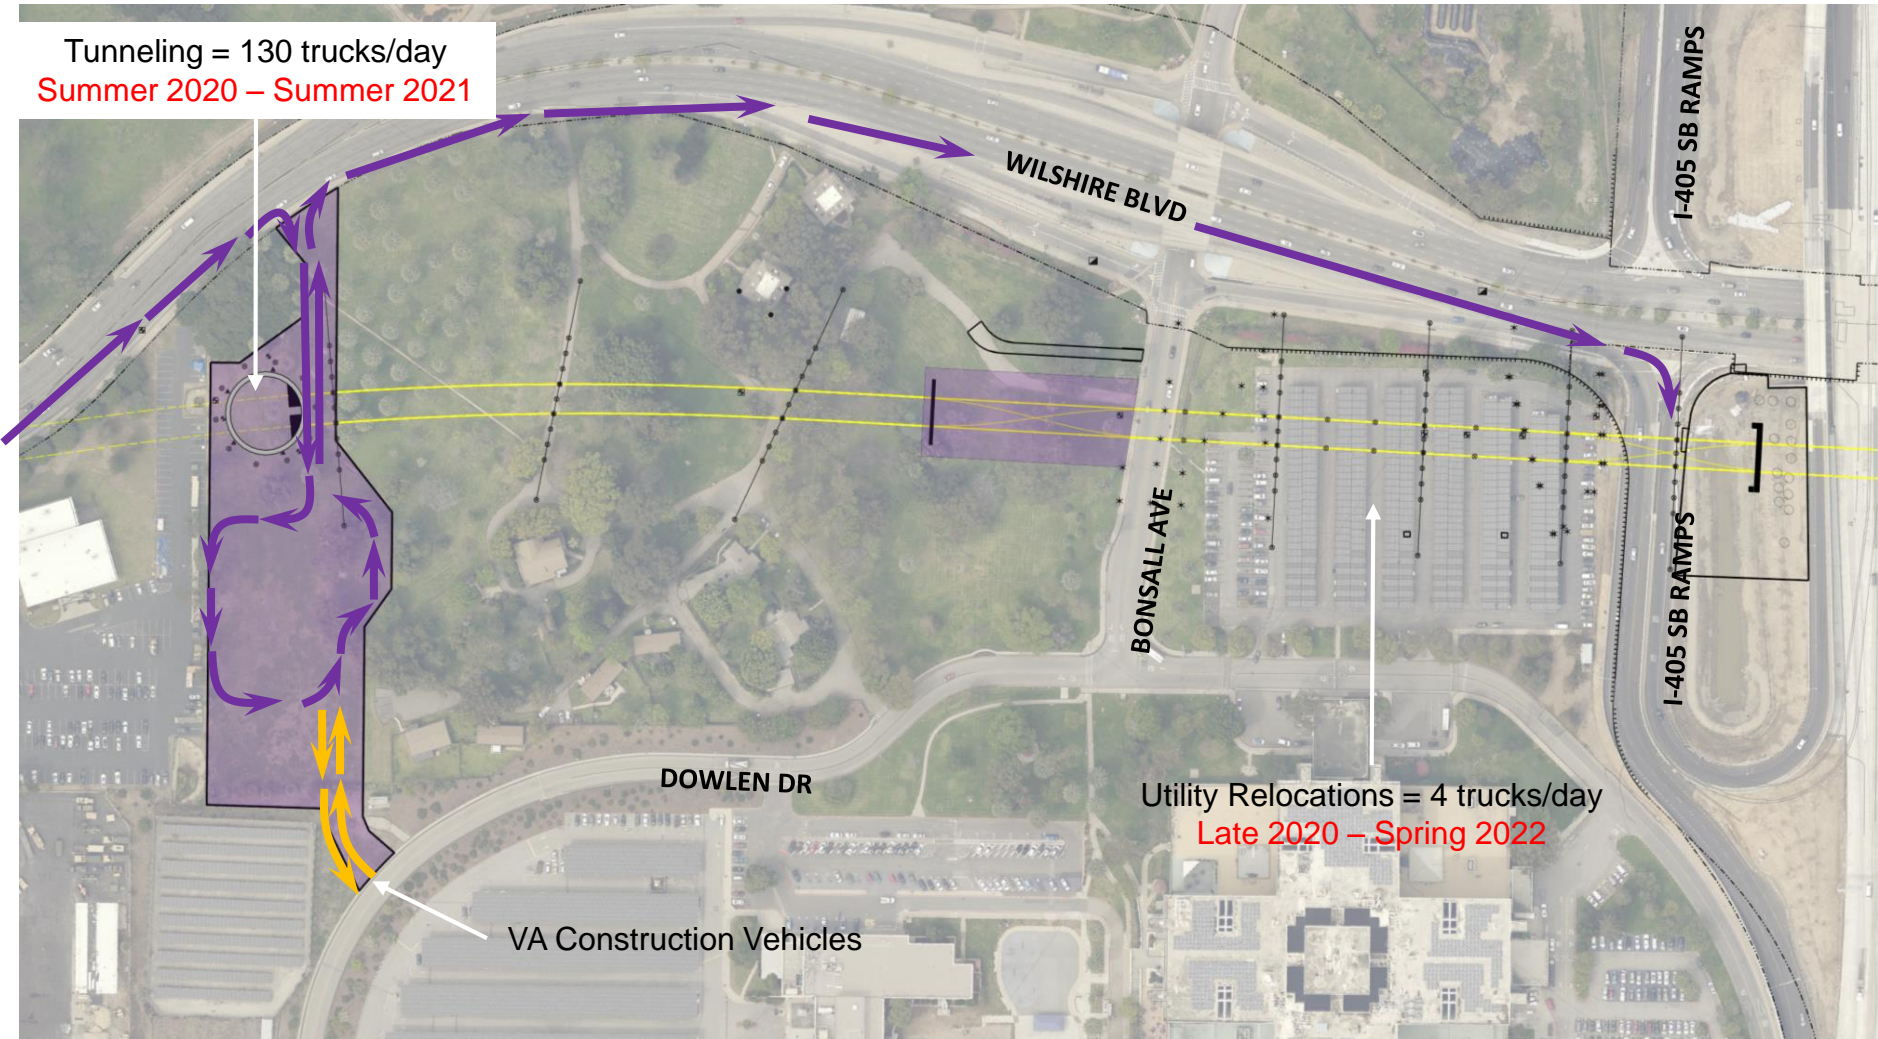 Tunneling = 130 trucks/day
Summer 2020 – Summer 2021
I-405 SB RAMPS
WILSHIRE BLVD
BONSALL AVE
I-405 SB RAMPS
DOWLEN DR
Utility Relocations = 4 trucks/day
Late 2020 – Spring 2022
VA Construction Vehicles